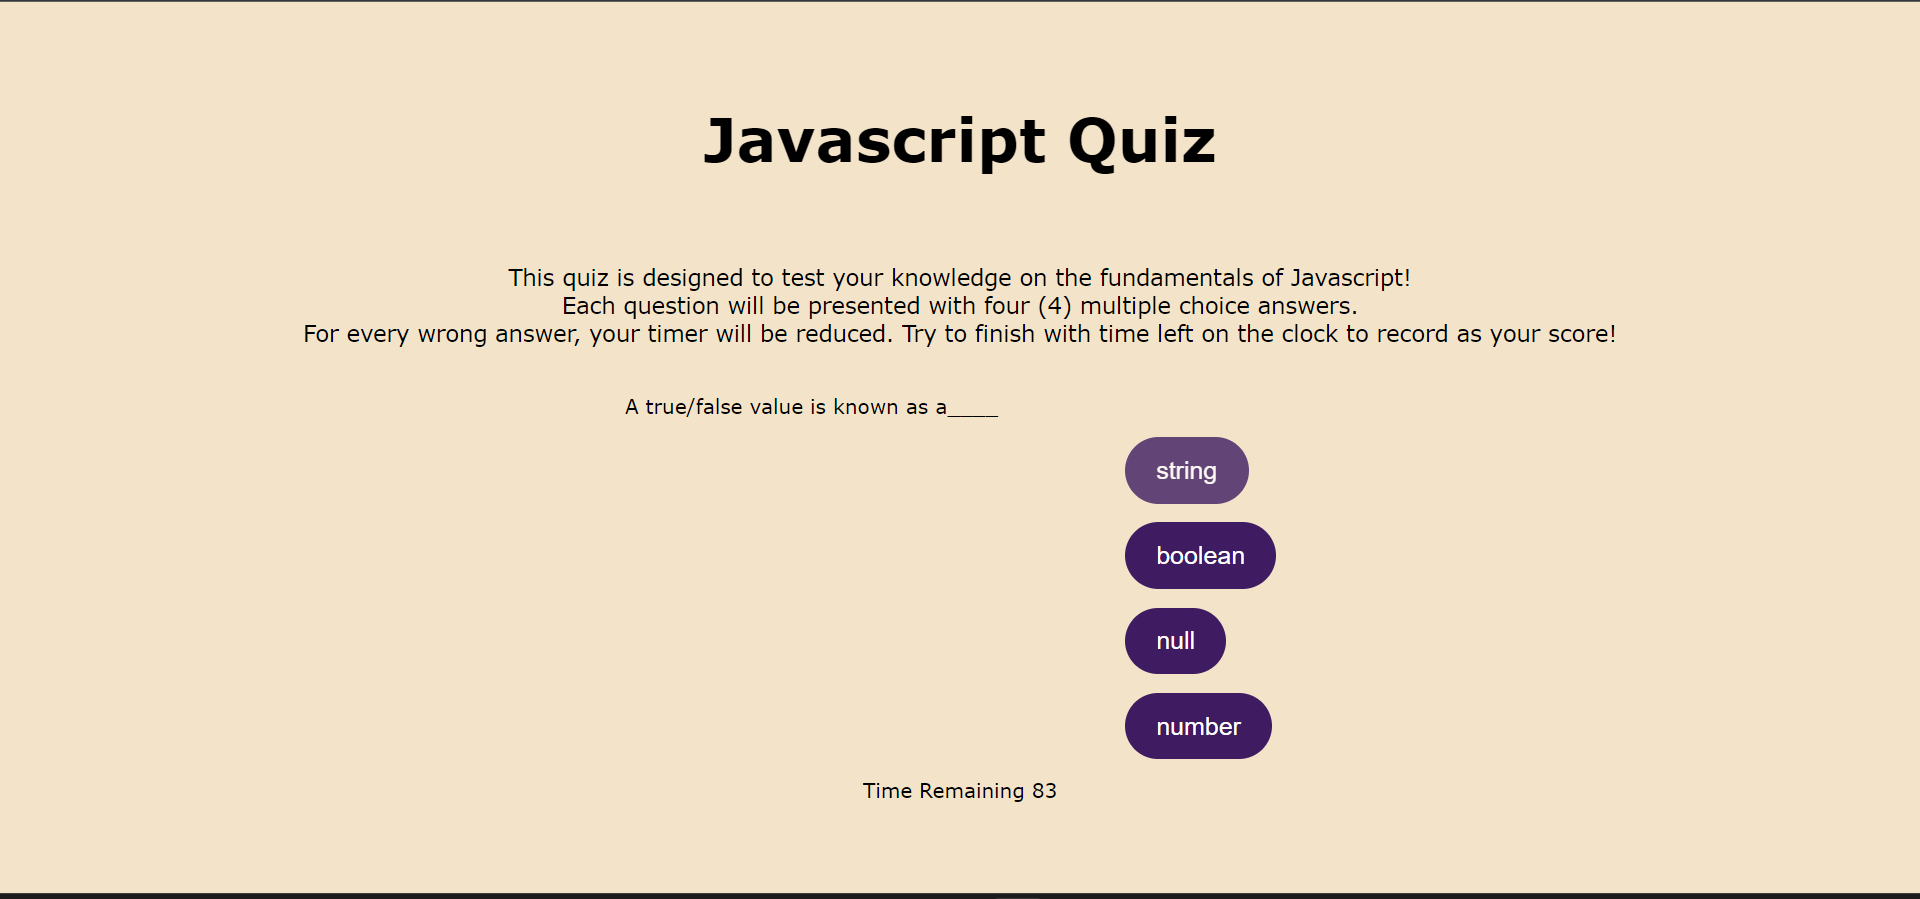 Javascript Quiz
This quiz is designed to test your knowledge on the fundamentals of Javascript!
Each question will be presented with four (4) multiple choice answers.
For every wrong answer, your timer will be reduced. Try to finish with time left on the clock to record as your score!
A true/false value is known as a____
string
boolean
null
number
Time Remaining 83